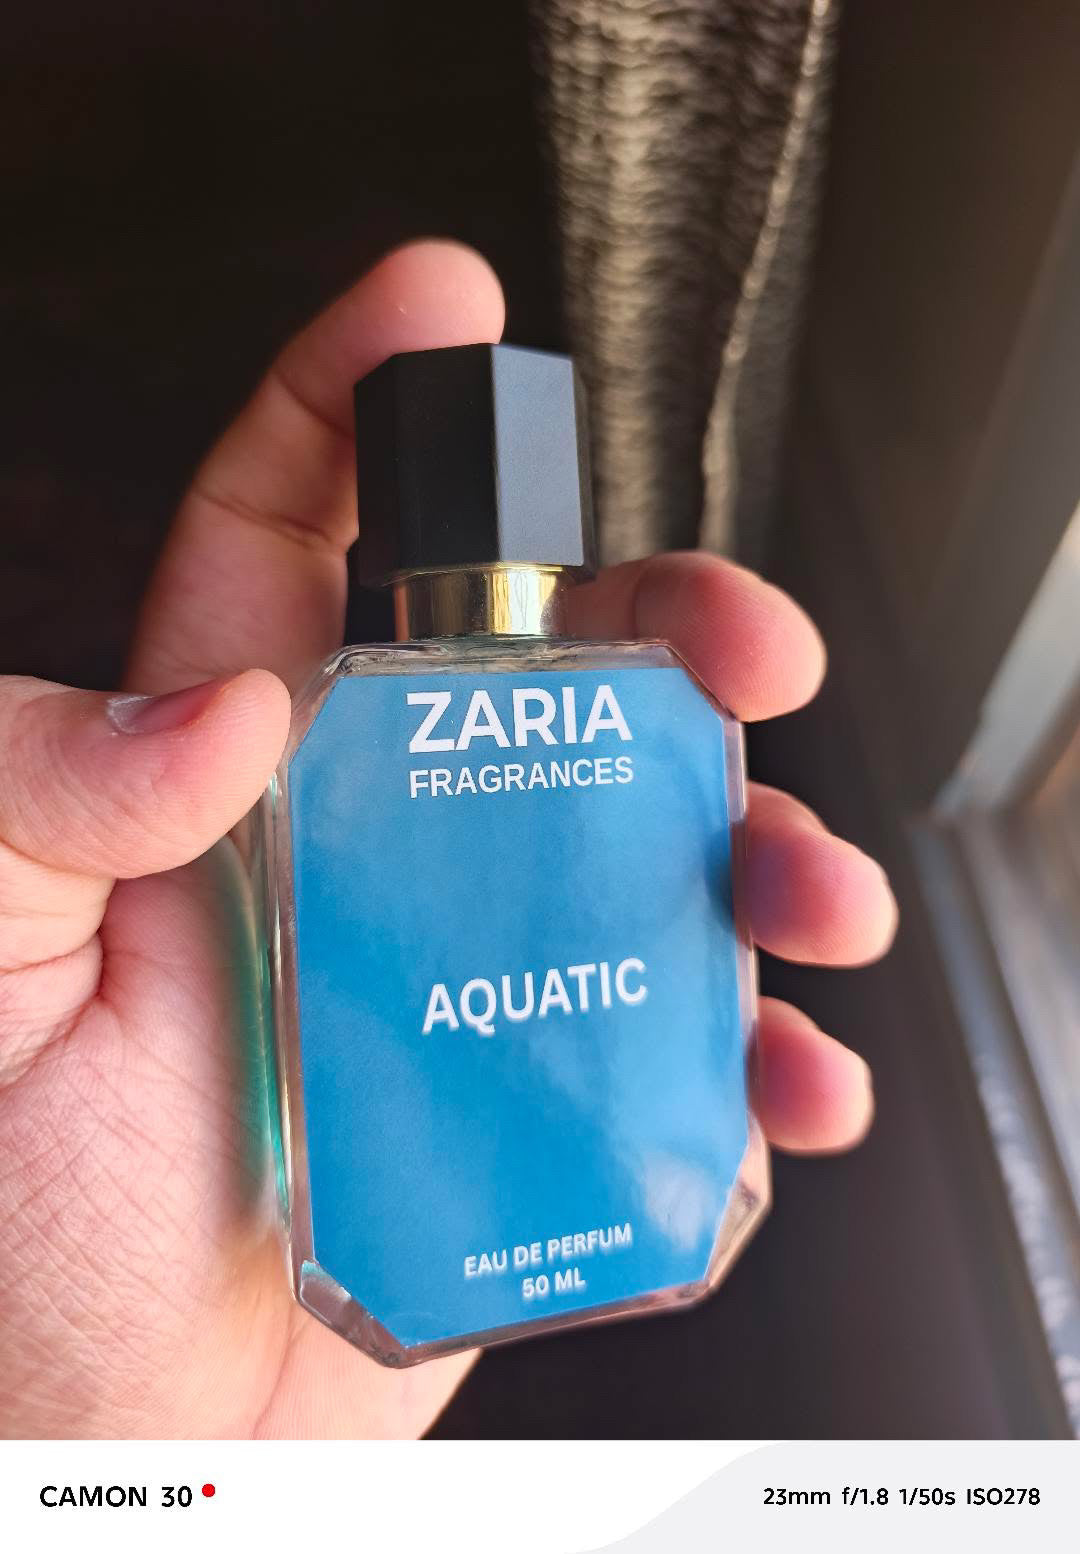 ZARIA
FRAGRANCES
AQUATIC
EAU DE PERFUM
50 ML
CAMON 30
23mm f/1.8 1/50s ISO278